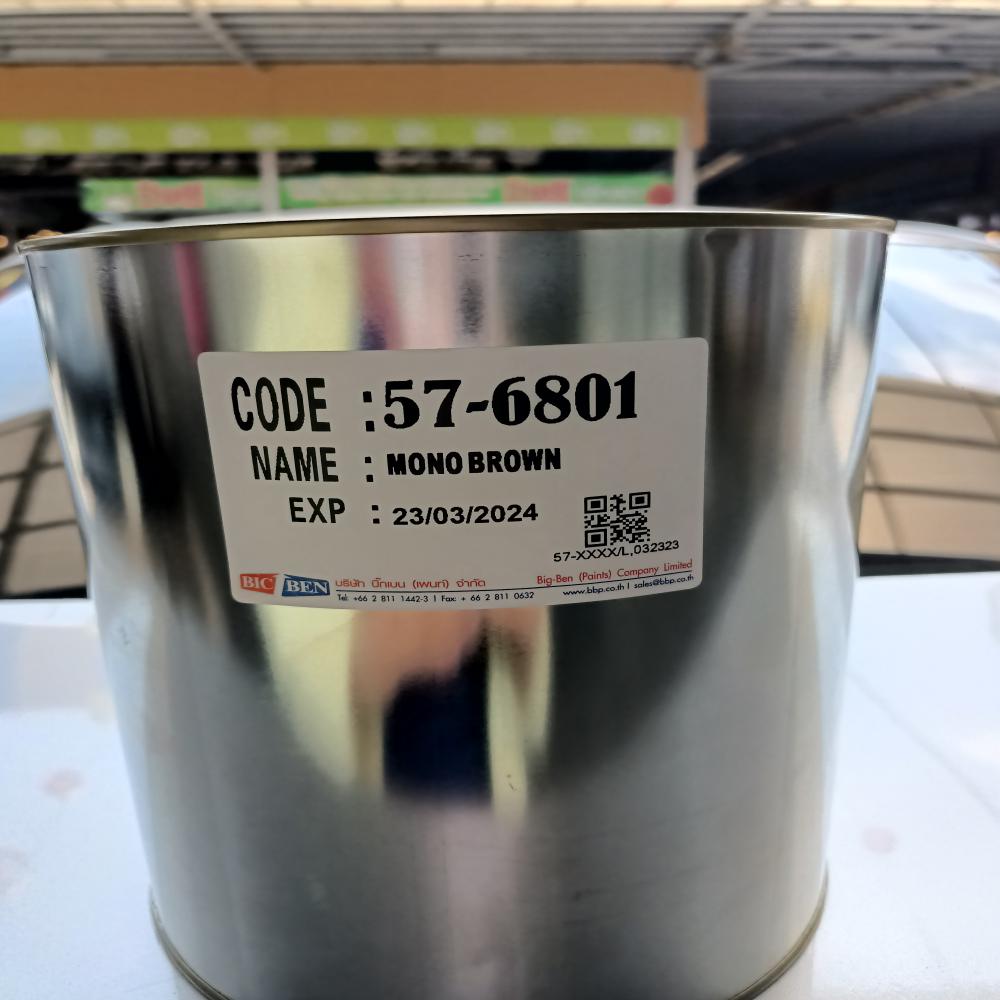 CODE :57-6801
NAME : MONO BROWN
EXP : 23/03/2024
57-XXXX/L,032323
BIG BEN บริษัท บิ๊กเบน (เพนท์) จำกัด Big-Ben (Paints) Company Limited
Tel: +66 2 811 1442-3 I Fax: + 66 2 811 0632 www.bbp.co.th I sales@bbp.co.th